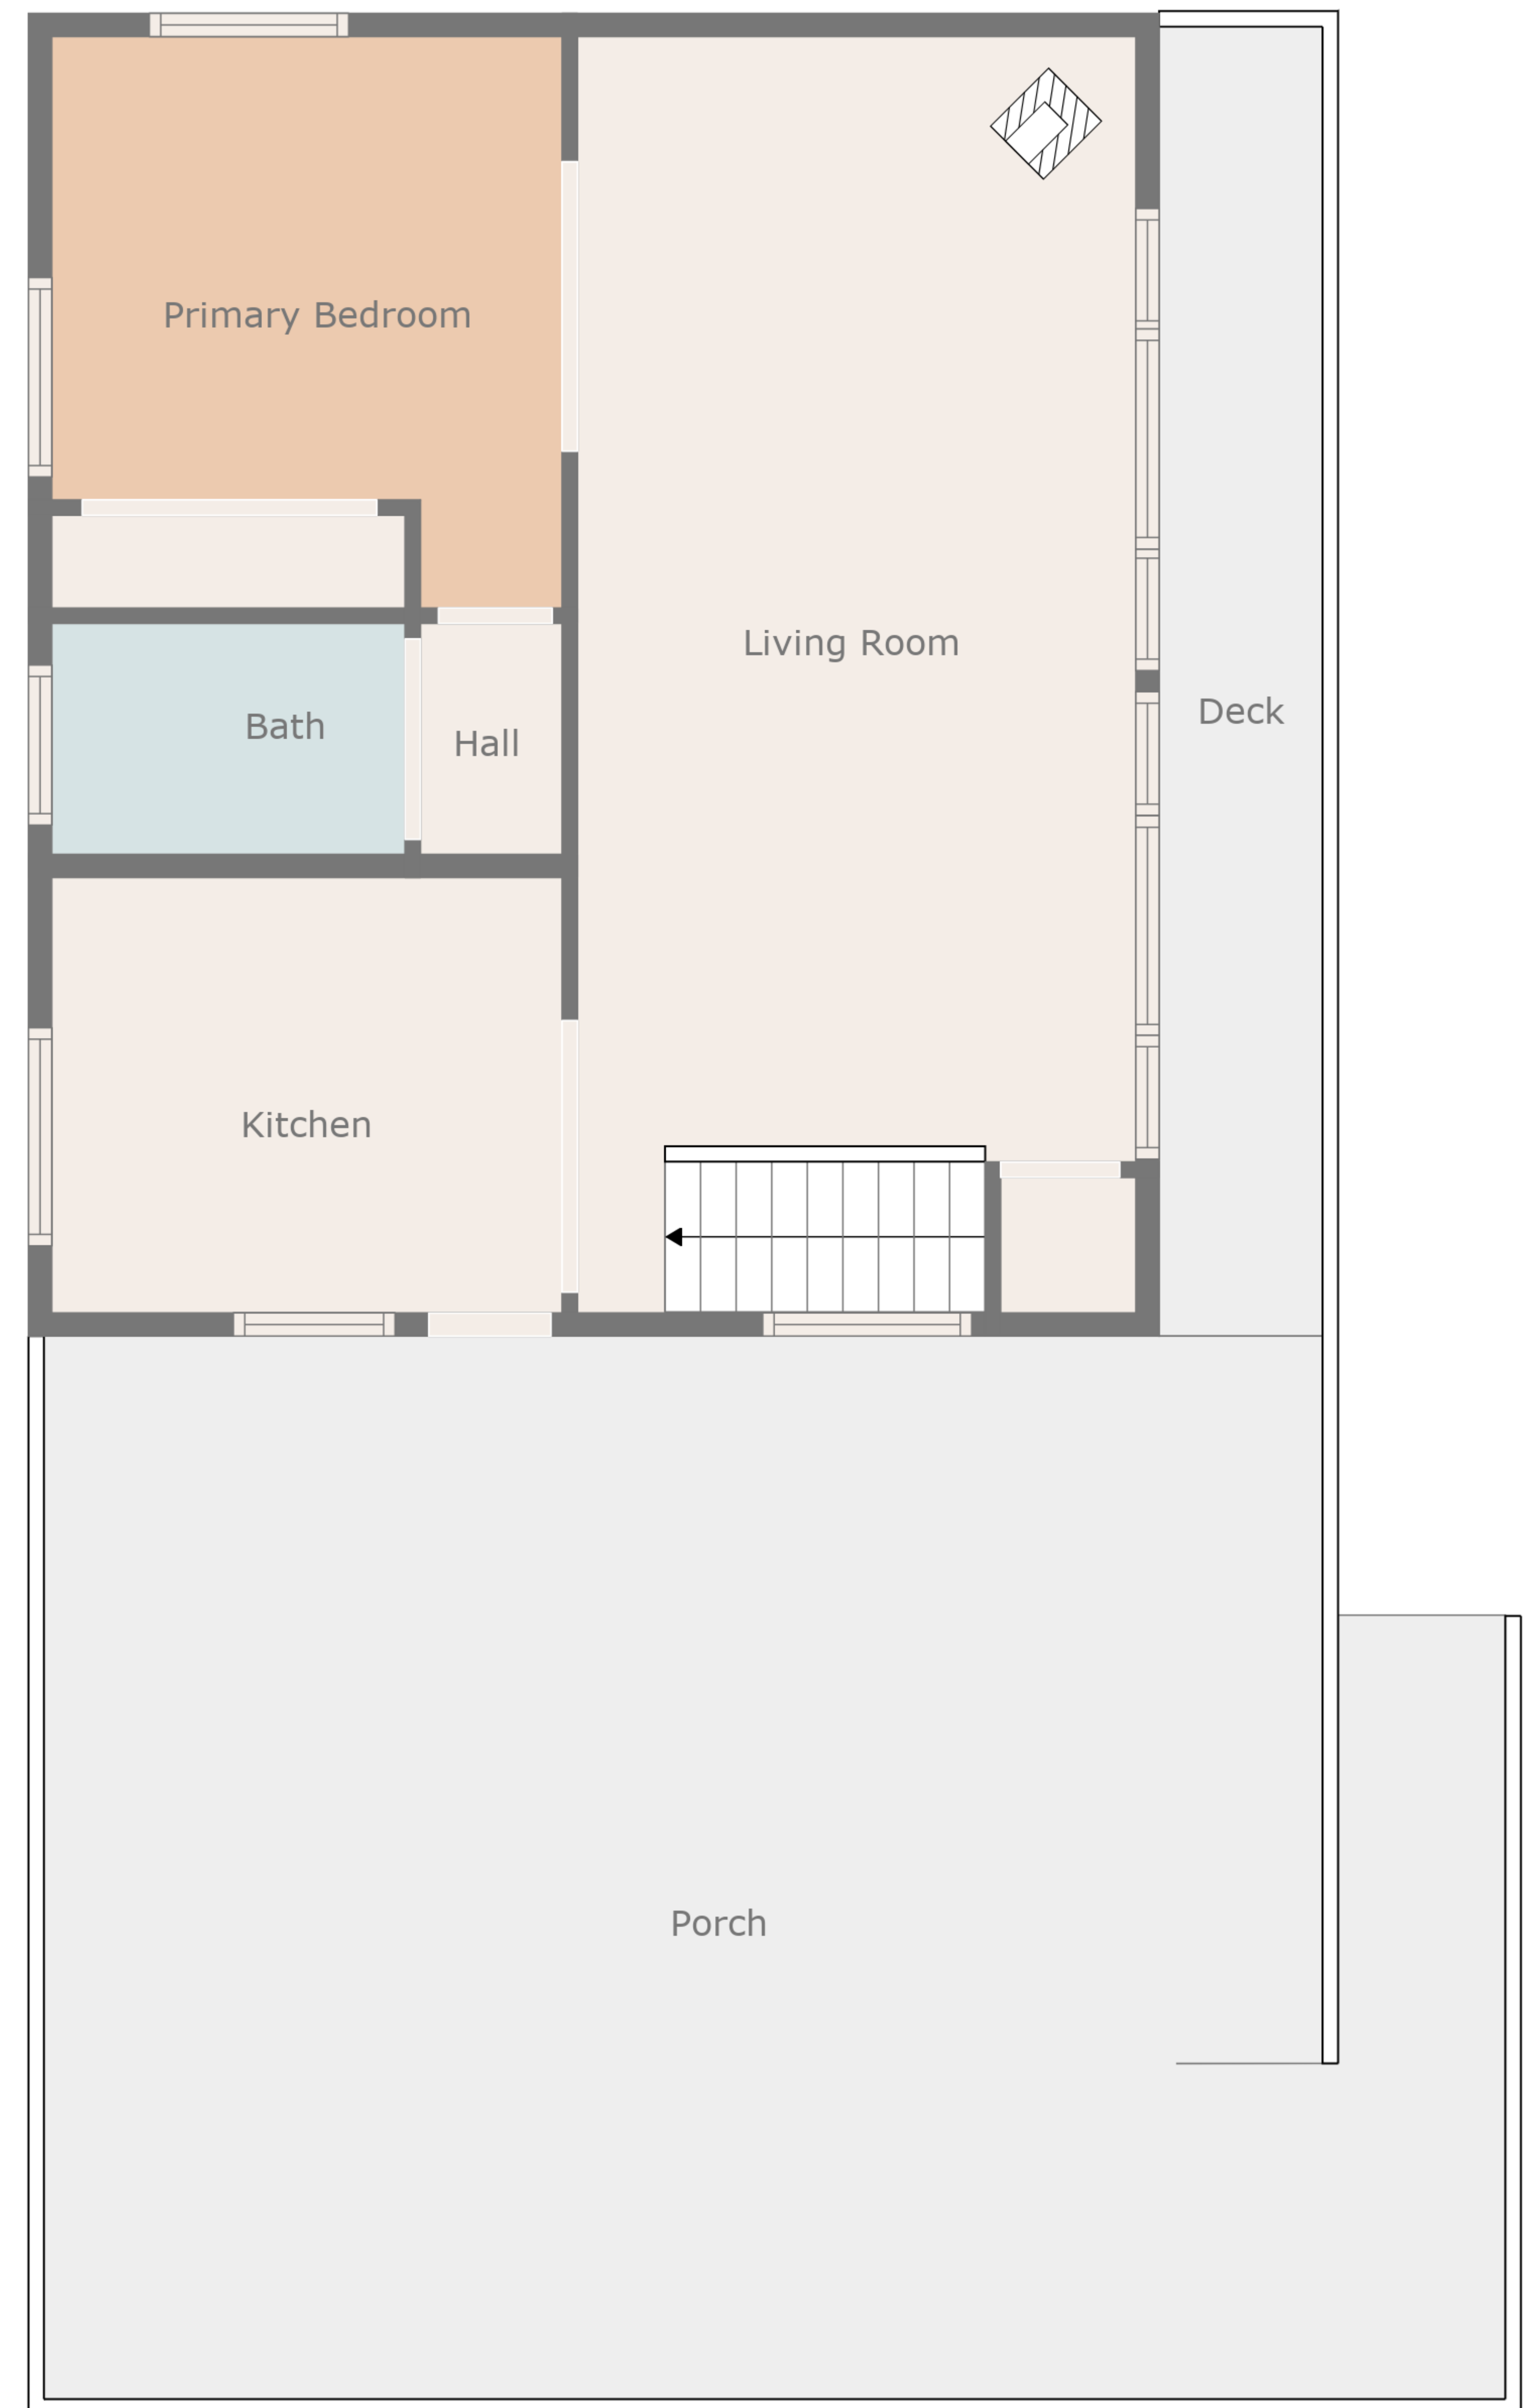 Primary Bedroom
Living Room
Deck
Bath
Hall
Kitchen
Porch